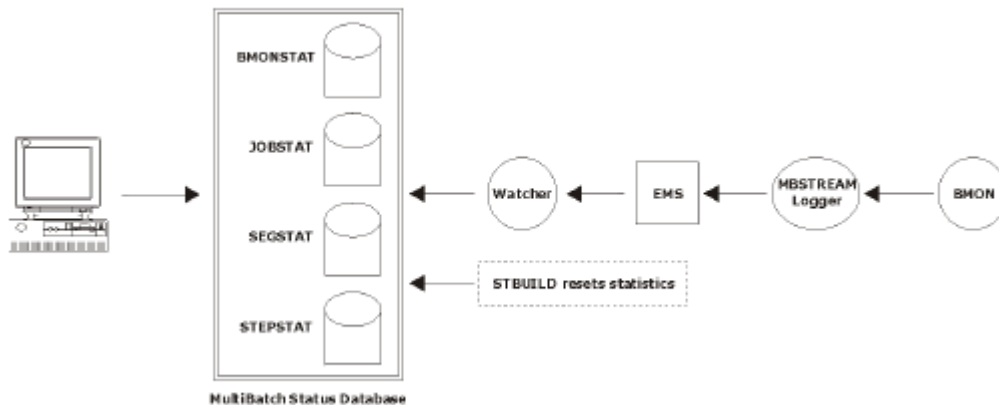 BMONSTAT
JOBSTAT
SEGSTAT
STEPSTAT
MultiBatch Status Database
Watcher
EMS
MBSTREAM
Logger
BMON
STBUILD resets statistics